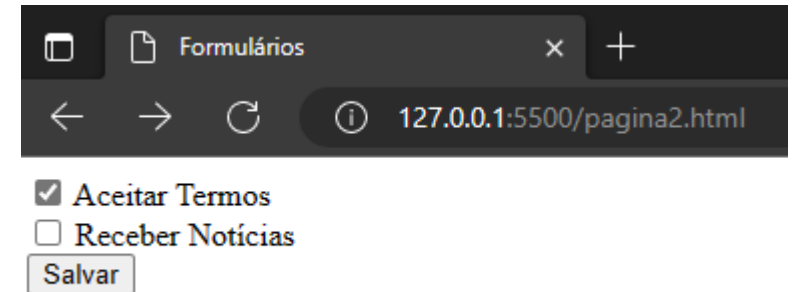 Formulários
127.0.0.1:5500/pagina2.html
Aceitar Termos
Receber Notícias
Salvar